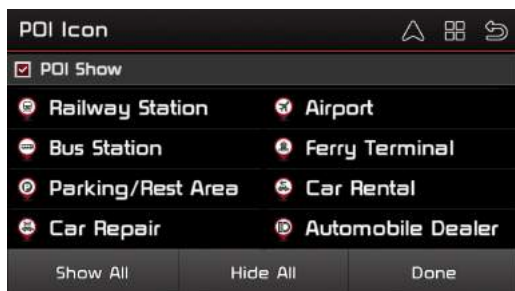 POI Icon
POI Show
Railway Station
Airport
Bus Station
Ferry Terminal
Parking/Rest Area
Car Rental
Car Repair
Automobile Dealer
Show All
Hide All
Done